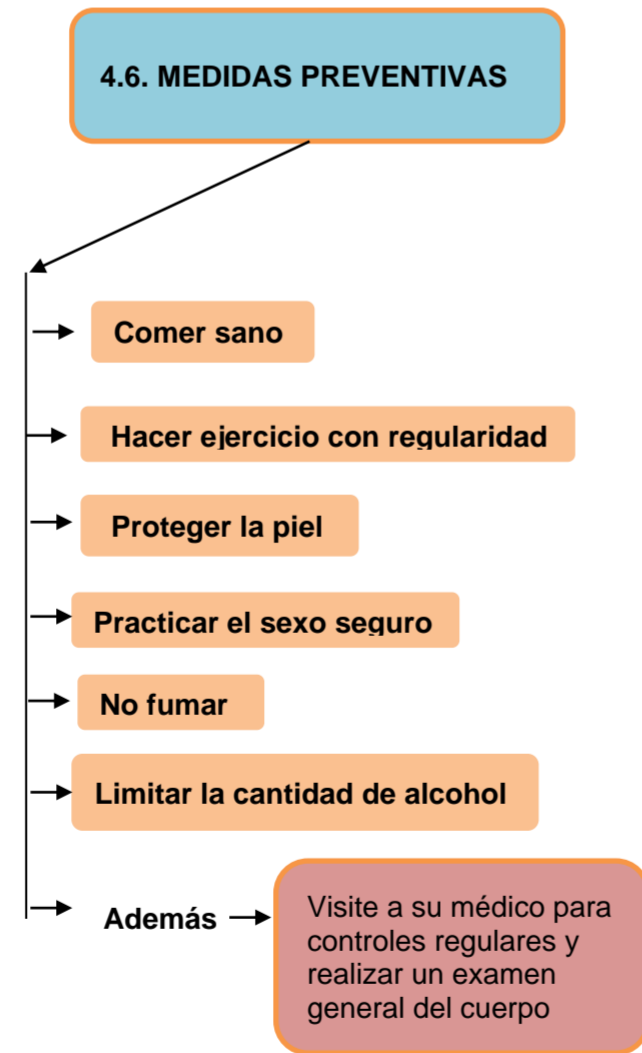 4.6. MEDIDAS PREVENTIVAS
Comer sano
Hacer ejercicio con regularidad
Proteger la piel
Practicar el sexo seguro
No fumar
Limitar la cantidad de alcohol
Además
Visite a su médico para
controles regulares y
realizar un examen
general del cuerpo